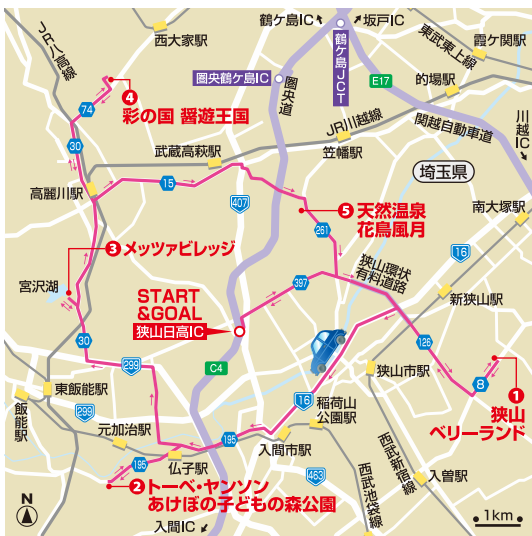 鶴ヶ島IC
坂戸IC
西大家駅
JR八高線
圏央鶴ヶ島IC
鶴ヶ島JCT
圏央道
東武東上線
霞ヶ関駅
E17
的場駅
74
④
彩の国 醤遊王国
JR川越線
関越自動車道
川越IC
30
武蔵高萩駅
笠幡駅
埼玉県
高麗川駅
15
407
⑤天然温泉
花鳥風月
南大塚駅
261
16
③メッツァビレッジ
宮沢湖
狭山環状
有料道路
START
&GOAL
狭山日高IC
397
新狭山駅
30
299
C4
126
狭山市駅
8
①
狭山
ベリーランド
東飯能駅
飯能駅
299
元加治駅
16
稲荷山
公園駅
195
仏子駅
入間市駅
195
463
西武新宿線
入曽駅
②トーベ・ヤンソン
あけぼの子どもの森公園
西武池袋線
N
入間IC
1km